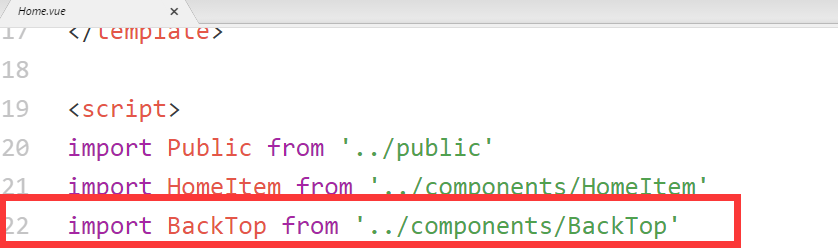 Home.vue ×
17 </template>
18
19 <script>
20 import Public from '../public'
21 import HomeItem from '../components/HomeItem'
22 import BackTop from '../components/BackTop'